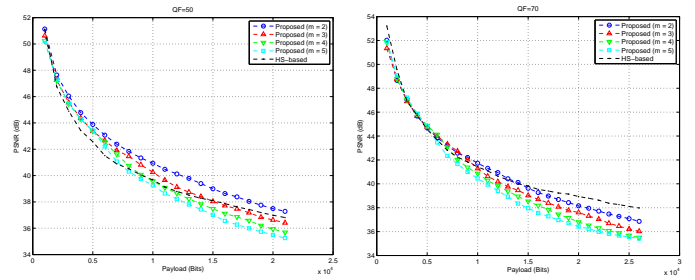 QF=50
54
52
50
48
46
44
42
40
38
36
34
0
0.5
1
1.5
2
2.5
Payload (Bits)
x 10⁴
PSNR (dB)
Proposed (m = 2)
Proposed (m = 3)
Proposed (m = 4)
Proposed (m = 5)
HS-based
QF=70
54
52
50
48
46
44
42
40
38
36
34
0
0.5
1
1.5
2
2.5
3
Payload (Bits)
x 10⁴
PSNR (dB)
Proposed (m = 2)
Proposed (m = 3)
Proposed (m = 4)
Proposed (m = 5)
HS-based